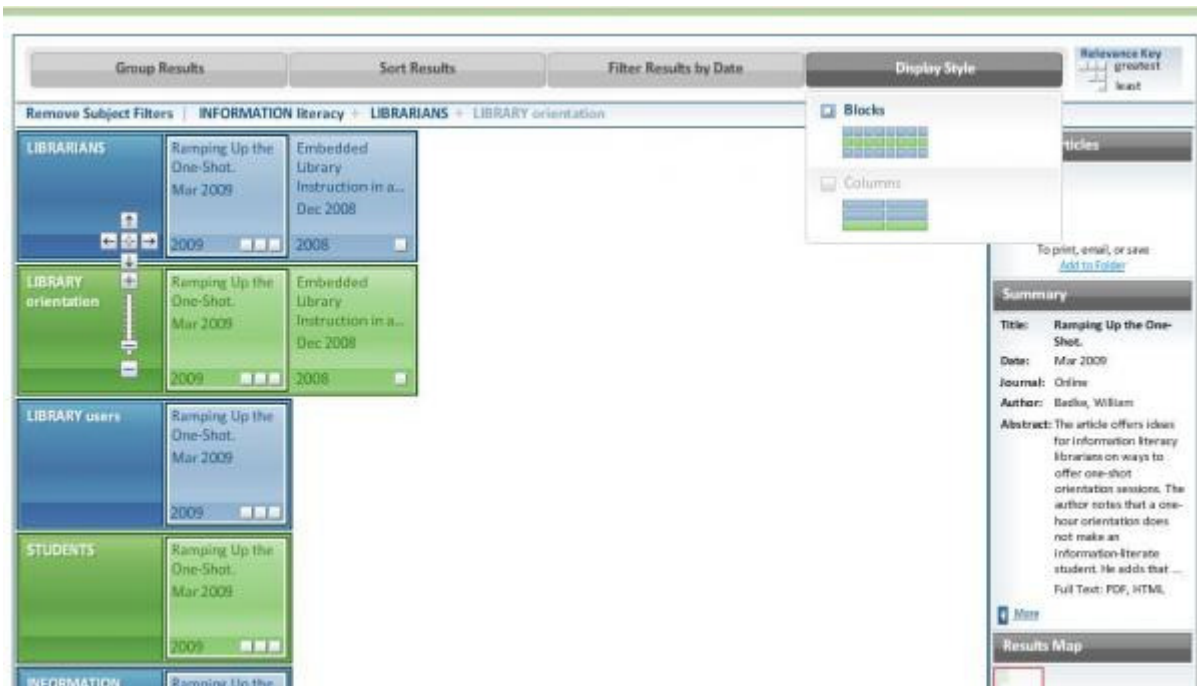 Group Results
Sort Results
Filter Results by Date
Display Style
Relevance Key
greatest
least
Remove Subject Filters | INFORMATION literacy + LIBRARIANS + LIBRARY orientation
Blocks
Columns
LIBRARIANS
Ramping Up the
One-Shot.
Mar 2009
2009
Embedded
Library
Instruction in a...
Dec 2008
2008
LIBRARY
orientation
Ramping Up the
One-Shot.
Mar 2009
2009
Embedded
Library
Instruction in a...
Dec 2008
2008
LIBRARY users
Ramping Up the
One-Shot.
Mar 2009
2009
STUDENTS
Ramping Up the
One-Shot.
Mar 2009
2009
INFORMATION
Ramping Up the
To print, email, or save
Add to Folder
Summary
Title: Ramping Up the One-
Shot.
Date: Mar 2009
Journal: Online
Author: Badke, William
Abstract: The article offers ideas
for information literacy
librarians on ways to
offer one-shot
orientation sessions. The
author notes that a one-
hour orientation does
not make an
information-literate
student. He adds that ...
Full Text: PDF, HTML
More
Results Map